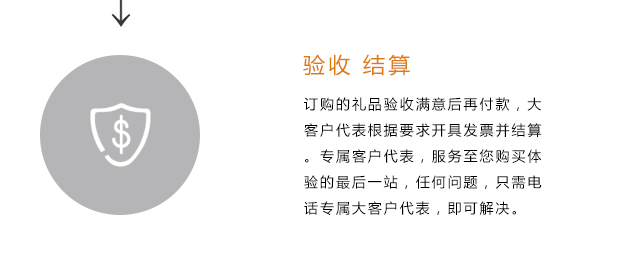 验收 结算
订购的礼品验收满意后再付款，大
客户代表根据要求开具发票并结算
。专属客户代表，服务至您购买体
验的最后一站，任何问题，只需电
话专属大客户代表，即可解决。